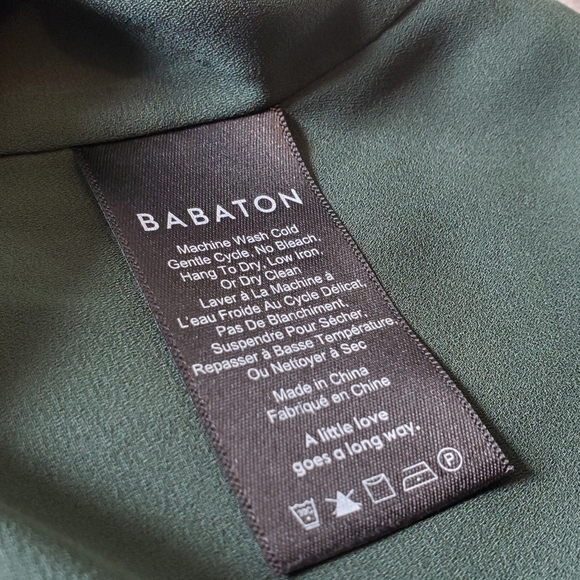 BABATON
Machine Wash Cold
Gentle Cycle, No Bleach,
Hang To Dry, Low Iron,
Or Dry Clean
Laver à La Machine à
L'eau Froide Au Cycle Délicat,
Pas De Blanchiment,
Suspendre Pour Sécher,
Repasser à Basse Température,
Ou Nettoyer à Sec
Made in China
Fabriqué en Chine
A little love
goes a long way.
P